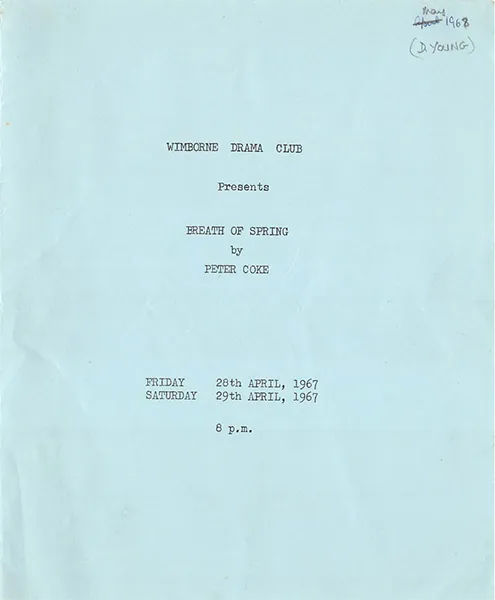 May
April 1968
(D. YOUNG)
WIMBORNE DRAMA CLUB
Presents
BREATH OF SPRING
by
PETER COKE
FRIDAY 28th APRIL, 1967
SATURDAY 29th APRIL, 1967
8 p.m.